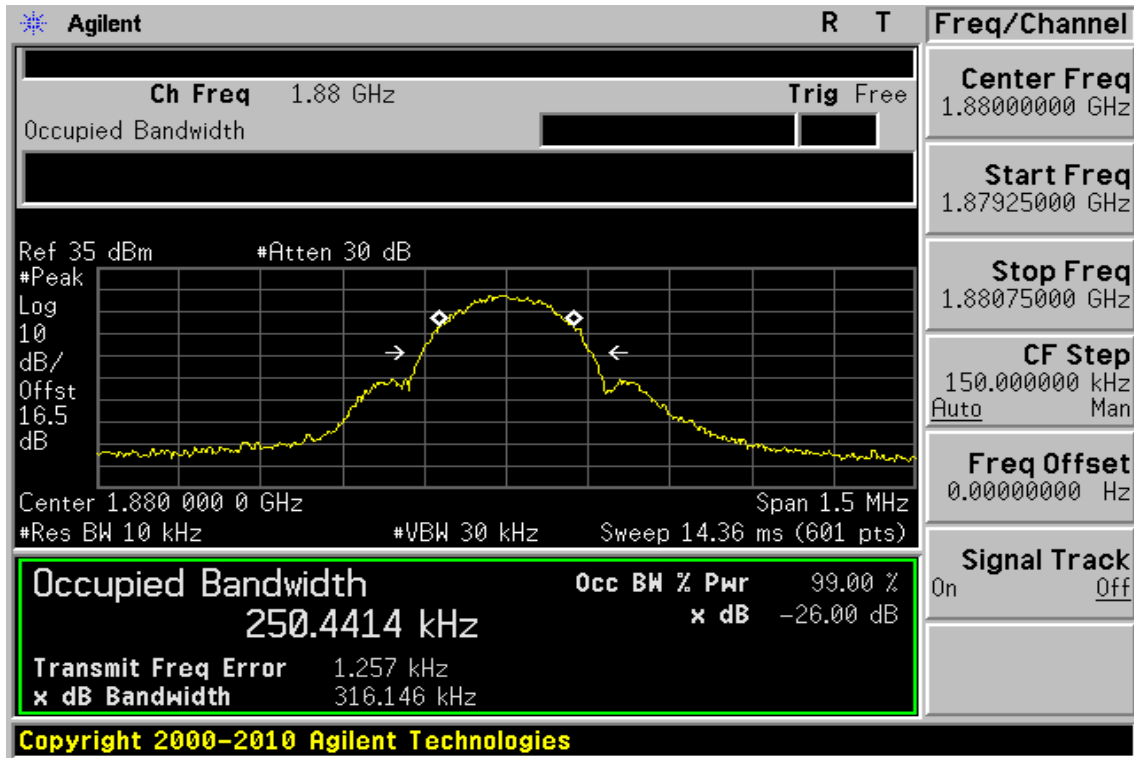 Agilent R T
Freq/Channel
Ch Freq 1.88 GHz Trig Free
Occupied Bandwidth
Center Freq
1.88000000 GHz
Start Freq
1.87925000 GHz
Stop Freq
1.88075000 GHz
CF Step
150.000000 kHz
Auto Man
Freq Offset
0.00000000 Hz
Signal Track
On Off
Ref 35 dBm #Atten 30 dB
#Peak
Log
10
dB/
Offst
16.5
dB
Center 1.880 000 0 GHz Span 1.5 MHz
#Res BW 10 kHz #VBW 30 kHz Sweep 14.36 ms (601 pts)
Occupied Bandwidth Occ BW % Pwr 99.00 %
250.4414 kHz x dB -26.00 dB
Transmit Freq Error 1.257 kHz
x dB Bandwidth 316.146 kHz
Copyright 2000-2010 Agilent Technologies